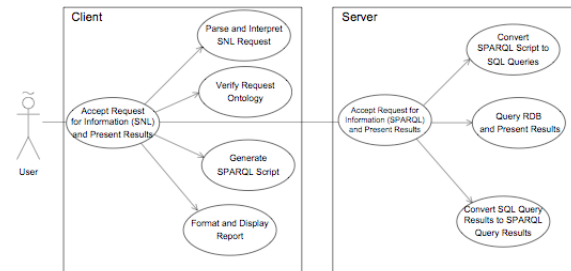 Client
Server
Parse and Interpret
SNL Request
Convert
SPARQL Script to
SQL Queries
Verify Request
Ontology
Accept Request
for Information (SNL)
and Present Results
Accept Request for
Information (SPARQL)
and Present Results
Query RDB
and Present Results
User
Generate
SPARQL Script
Format and Display
Report
Convert SQL Query
Results to SPARQL
Query Results